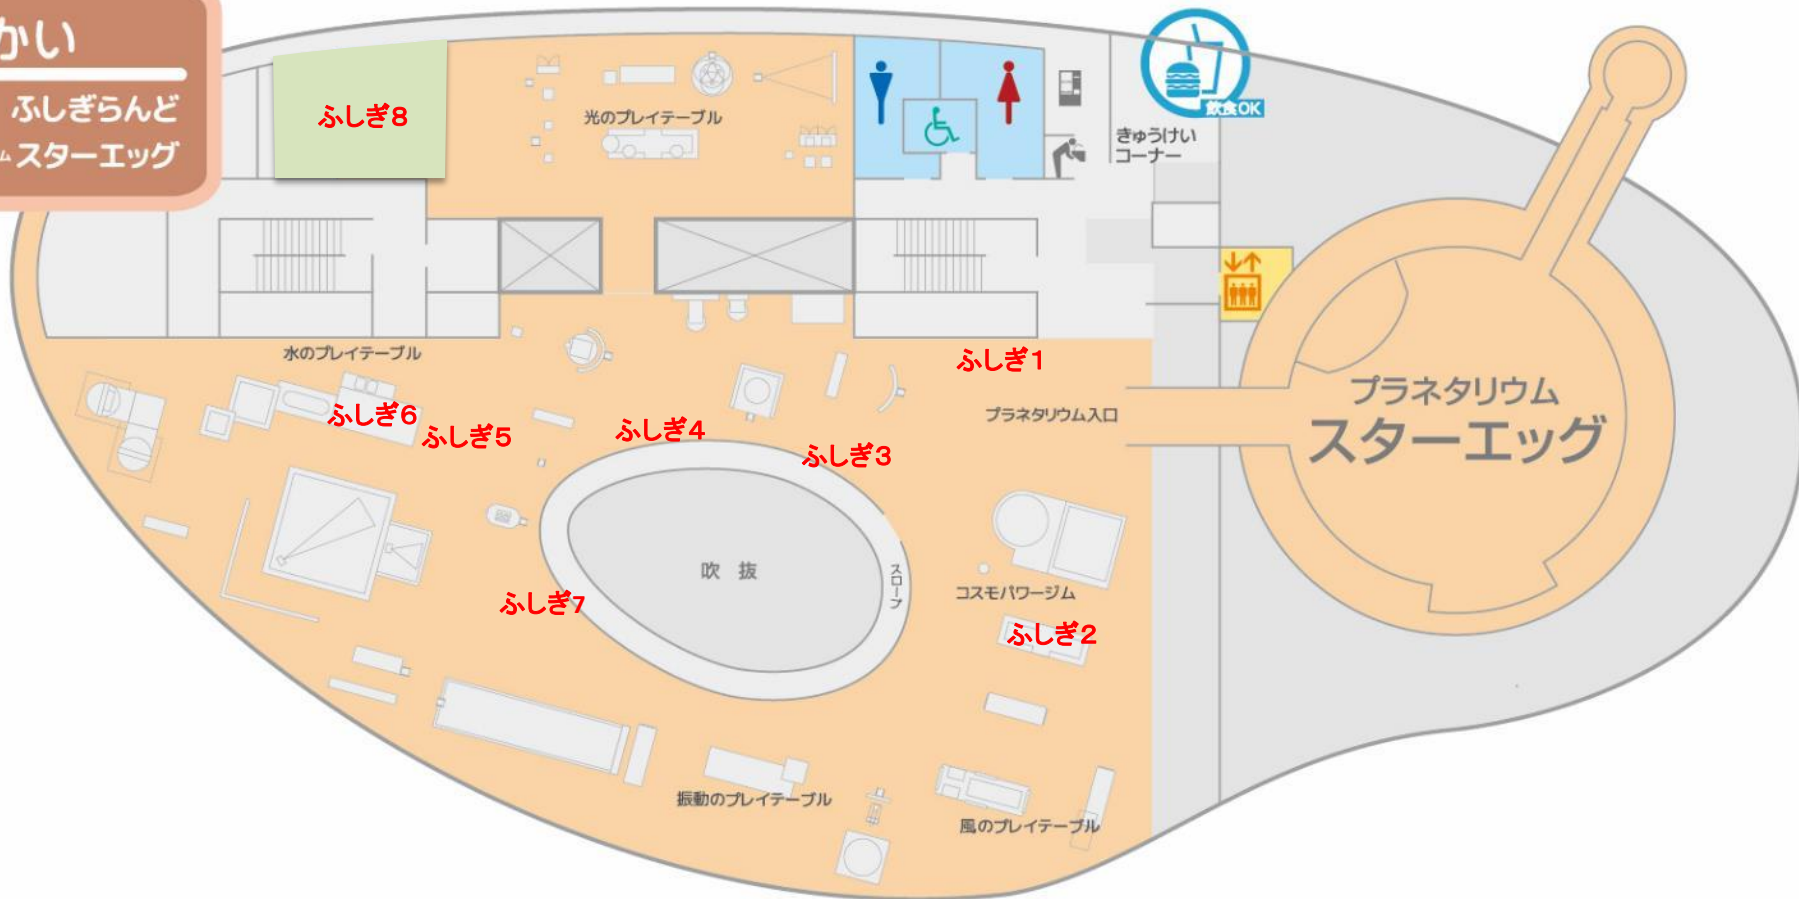 かい
ふしぎらんど
ム スターエッグ
ふしぎ8
光のプレイテーブル
飲食OK
きゅうけい
コーナー
水のプレイテーブル
ふしぎ1
プラネタリウム入口
プラネタリウム
スターエッグ
ふしぎ6
ふしぎ5
ふしぎ4
ふしぎ3
吹 抜
スロープ
コスモパワージム
ふしぎ7
ふしぎ2
振動のプレイテーブル
風のプレイテーブル